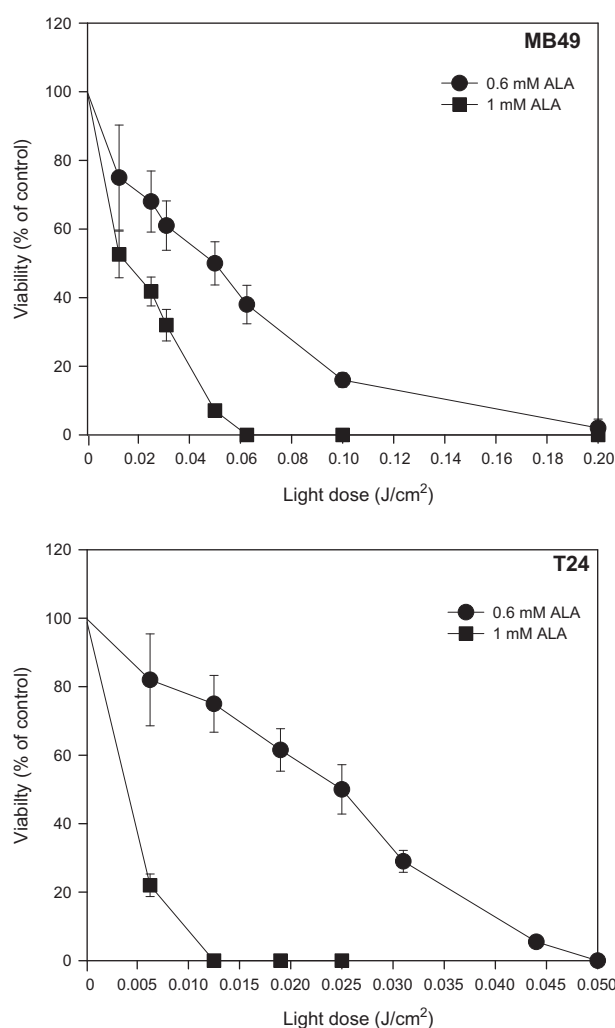 120
MB49
0.6 mM ALA
1 mM ALA
100
80
60
40
20
0
Viability (% of control)
0 0.02 0.04 0.06 0.08 0.10 0.12 0.14 0.16 0.18 0.20
Light dose (J/cm²)
120
T24
0.6 mM ALA
1 mM ALA
100
80
60
40
20
0
Viabilty (% of control)
0 0.005 0.010 0.015 0.020 0.025 0.030 0.035 0.040 0.045 0.050
Light dose (J/cm²)